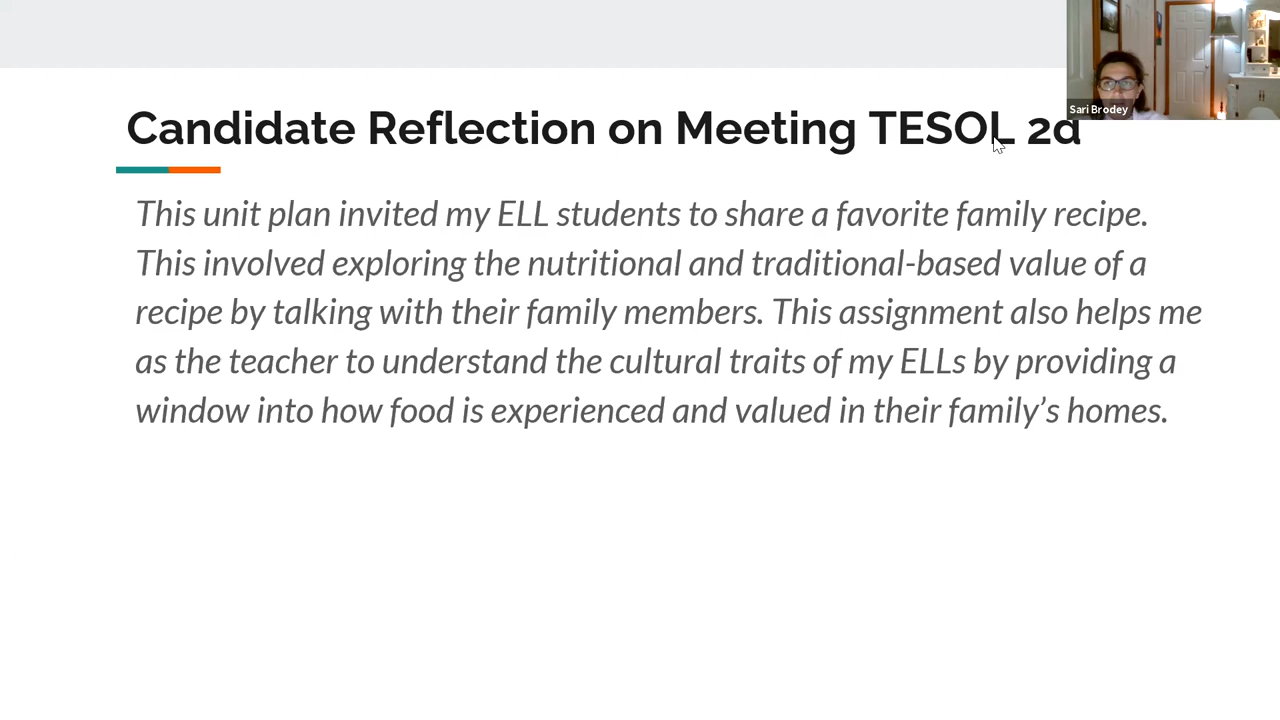 Candidate Reflection on Meeting TESOL 2d
Sari Brodey
This unit plan invited my ELL students to share a favorite family recipe.
This involved exploring the nutritional and traditional-based value of a
recipe by talking with their family members. This assignment also helps me
as the teacher to understand the cultural traits of my ELLs by providing a
window into how food is experienced and valued in their family’s homes.